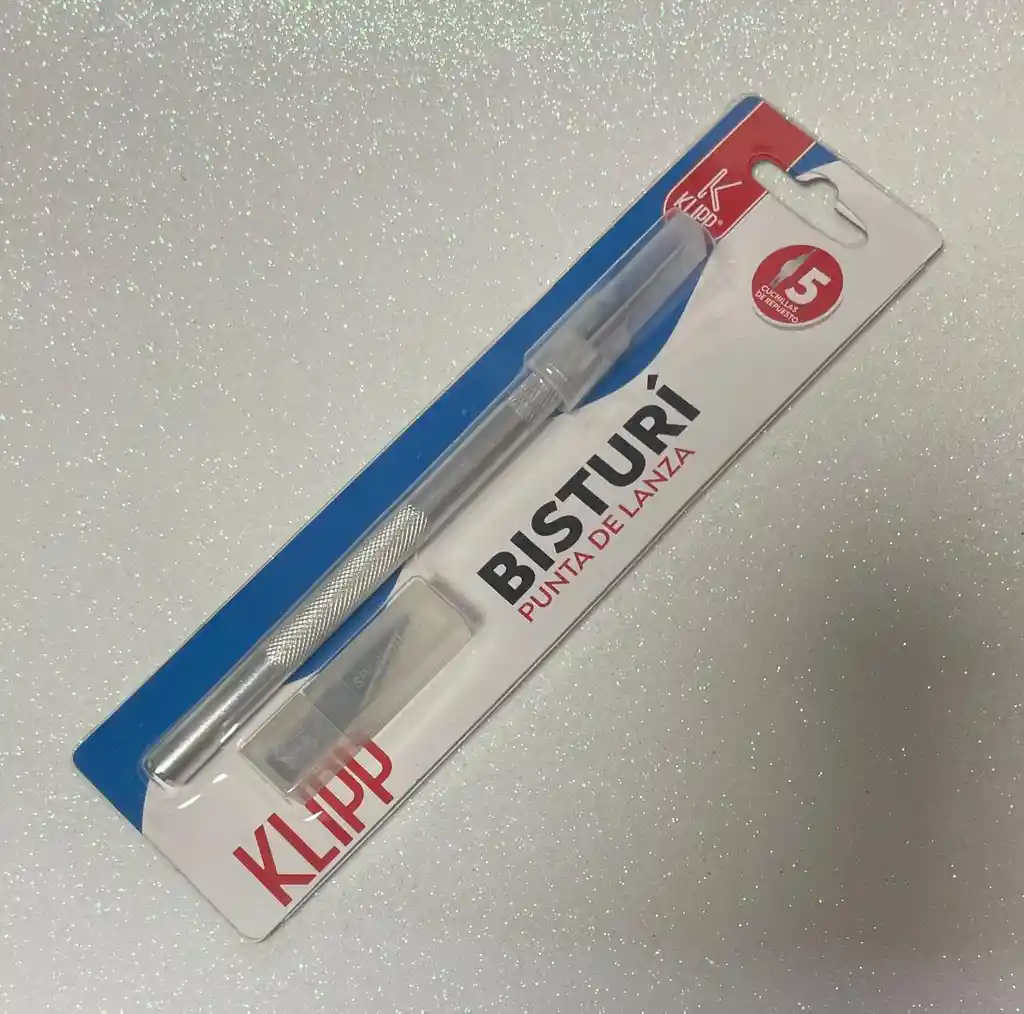 KLIPP®
5
CUCHILLAS
DE REPUESTO
BISTURÍ
PUNTA DE LANZA
KLIPP